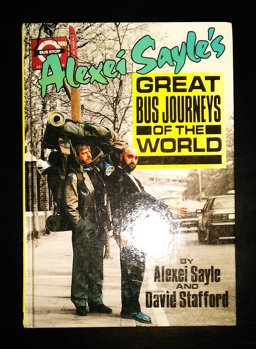 BUS STOP
Alexei Sayle's
GREAT
BUS JOURNEYS
OF THE
WORLD
BY
Alexei Sayle
AND
David Stafford